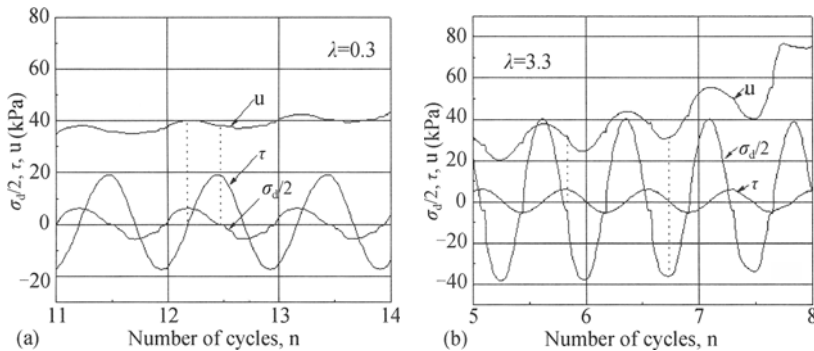 80
60
40
20
0
−20
σd/2, τ, u (kPa)
λ=0.3
u
τ
σd/2
11
12
13
14
(a)
Number of cycles, n
80
60
40
20
0
−20
−40
σd/2, τ, u (kPa)
λ=3.3
u
σd/2
τ
5
6
7
8
(b)
Number of cycles, n